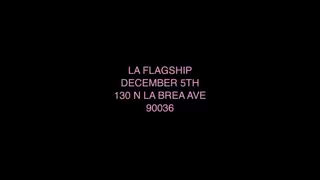 LA FLAGSHIP
DECEMBER 5TH
130 N LA BREA AVE
90036